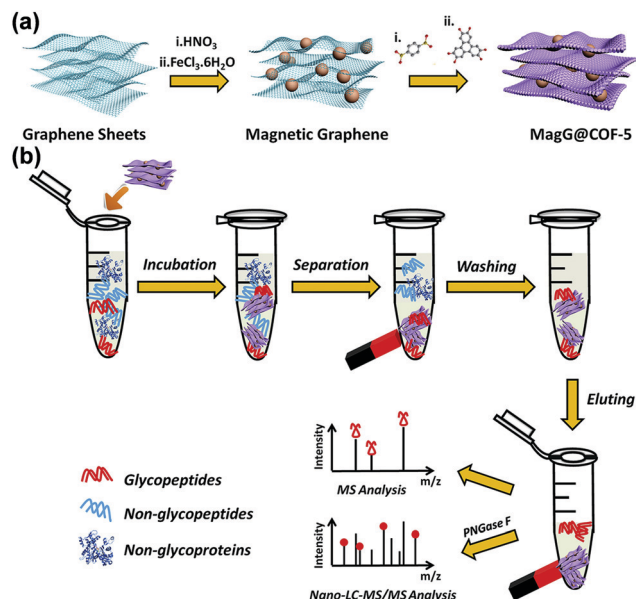 (a)
i.HNO3
ii.FeCl3.6H2O
i.
ii.
Graphene Sheets
Magnetic Graphene
MagG@COF-5
(b)
Incubation
Separation
Washing
Eluting
Glycopeptides
Non-glycopeptides
Non-glycoproteins
Intensity
m/z
MS Analysis
PNGase F
Intensity
m/z
Nano-LC-MS/MS Analysis